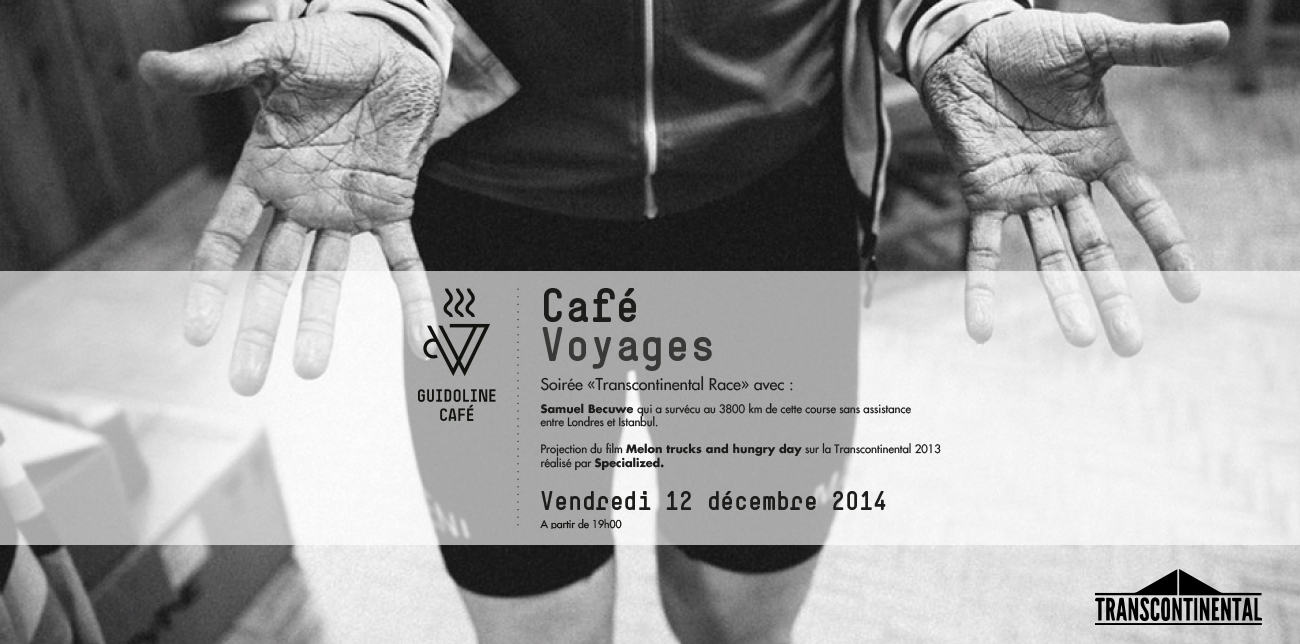 Café
Voyages
Soirée «Transcontinental Race» avec :
Samuel Becuwe qui a survécu au 3800 km de cette course sans assistance
entre Londres et Istanbul.
Projection du film Melon trucks and hungry day sur la Transcontinental 2013
réalisé par Specialized.
Vendredi 12 décembre 2014
A partir de 19h00
GUIDOLINE
CAFÉ
TRANSCONTINENTAL